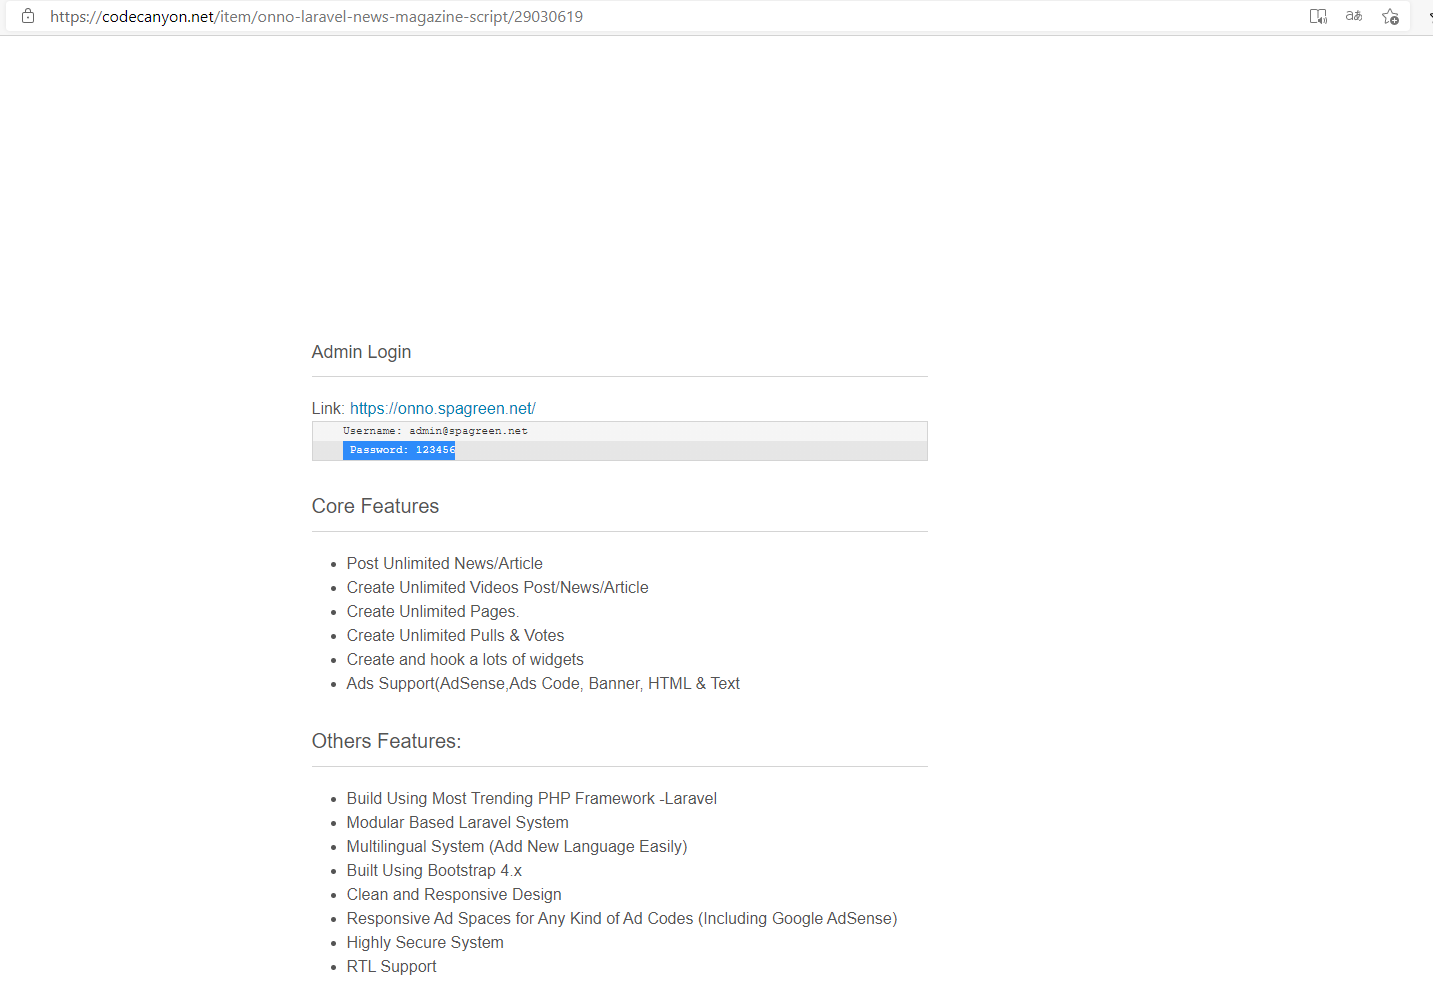 https://codecanyon.net/item/onno-laravel-news-magazine-script/29030619
Admin Login
Link: https://onno.spagreen.net/
Username: admin@spagreen.net
Password: 123456
Core Features
Post Unlimited News/Article
Create Unlimited Videos Post/News/Article
Create Unlimited Pages.
Create Unlimited Pulls & Votes
Create and hook a lots of widgets
Ads Support(AdSense,Ads Code, Banner, HTML & Text
Others Features:
Build Using Most Trending PHP Framework -Laravel
Modular Based Laravel System
Multilingual System (Add New Language Easily)
Built Using Bootstrap 4.x
Clean and Responsive Design
Responsive Ad Spaces for Any Kind of Ad Codes (Including Google AdSense)
Highly Secure System
RTL Support